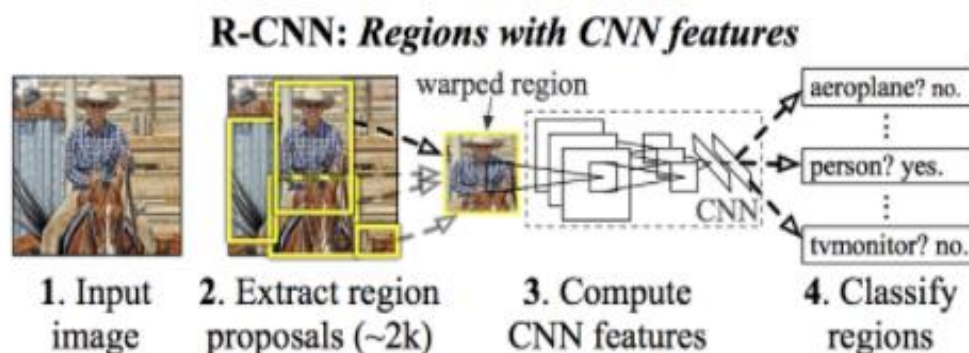 R-CNN: Regions with CNN features
warped region
aeroplane? no.
person? yes.
CNN
tvmonitor? no.
1. Input
image
2. Extract region
proposals (~2k)
3. Compute
CNN features
4. Classify
regions